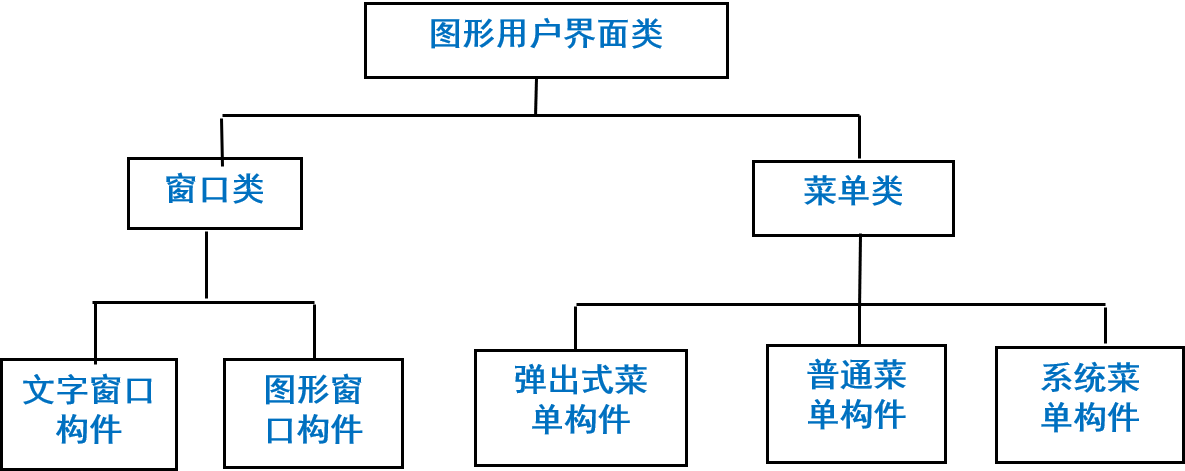 图形用户界面类
窗口类
菜单类
文字窗口
构件
图形窗
口构件
弹出式菜
单构件
普通菜
单构件
系统菜
单构件